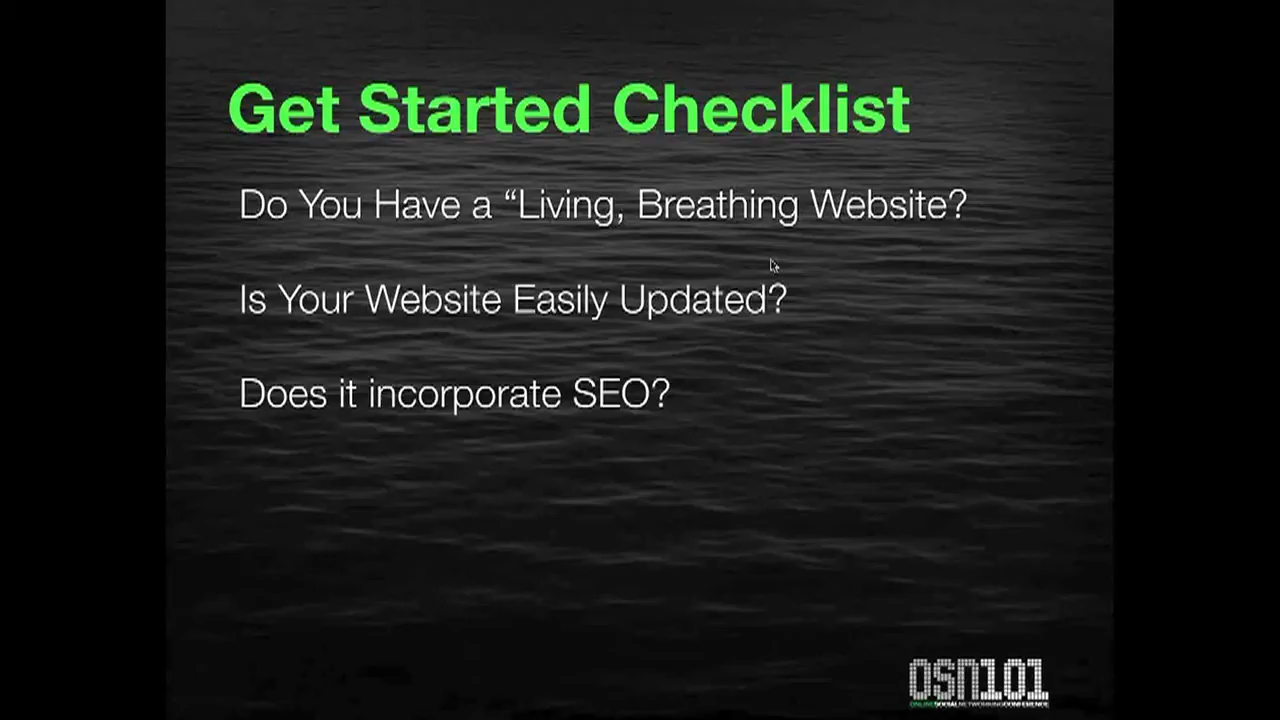 Get Started Checklist
Do You Have a “Living, Breathing Website?
Is Your Website Easily Updated?
Does it incorporate SEO?
OSN101
ONLINESOCIALNETWORKINGCONFERENCE